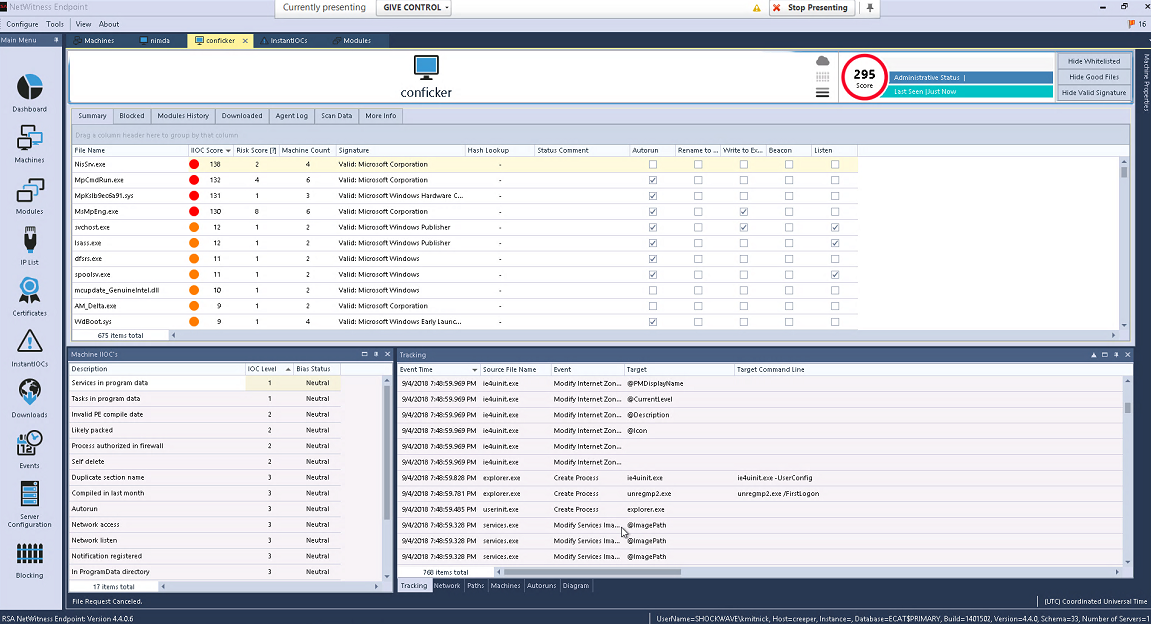 NetWitness Endpoint
Currently presenting GIVE CONTROL Stop Presenting
Configure Tools View About 16
Main Menu Machines nimda conficker InstantIOCs Modules
Dashboard
Machines
Modules
IP List
Certificates
InstantIOCs
Downloads
Events
Server
Configuration
Blocking
conficker
295
Score
Administrative Status |
Last Seen |Just Now
Hide Whitelisted
Hide Good Files
Hide Valid Signature
Machine Properties
Summary Blocked Modules History Downloaded Agent Log Scan Data More Info
Drag a column header here to group by that column
File Name IIOC Score Risk Score [?] Machine Count Signature Hash Lookup Status Comment Autorun Rename to ... Write to Ex... Beacon Listen
NisSrv.exe 138 2 4 Valid: Microsoft Corporation -
MpCmdRun.exe 132 4 6 Valid: Microsoft Corporation -
MpKslb9ec6a91.sys 131 1 3 Valid: Microsoft Windows Hardware C... -
MsMpEng.exe 130 8 6 Valid: Microsoft Corporation -
svchost.exe 12 1 2 Valid: Microsoft Windows Publisher -
lsass.exe 12 1 2 Valid: Microsoft Windows Publisher -
dfsrs.exe 11 1 2 Valid: Microsoft Windows -
spoolsv.exe 11 1 2 Valid: Microsoft Windows -
mcupdate_GenuineIntel.dll 10 1 2 Valid: Microsoft Windows -
AM_Delta.exe 9 1 2 Valid: Microsoft Corporation -
WdBoot.sys 9 1 4 Valid: Microsoft Windows Early Launc... -
675 items total
Machine IIOC's
Description IOC Level Bias Status
Services in program data 1 Neutral
Tasks in program data 1 Neutral
Invalid PE compile date 2 Neutral
Likely packed 2 Neutral
Process authorized in firewall 2 Neutral
Self delete 2 Neutral
Duplicate section name 3 Neutral
Compiled in last month 3 Neutral
Autorun 3 Neutral
Network access 3 Neutral
Network listen 3 Neutral
Notification registered 3 Neutral
In ProgramData directory 3 Neutral
17 items total
Tracking
Event Time Source File Name Event Target Target Command Line
9/4/2018 7:48:59.969 PM ie4uinit.exe Modify Internet Zon... @PMDisplayName
9/4/2018 7:48:59.969 PM ie4uinit.exe Modify Internet Zon... @CurrentLevel
9/4/2018 7:48:59.969 PM ie4uinit.exe Modify Internet Zon... @Description
9/4/2018 7:48:59.969 PM ie4uinit.exe Modify Internet Zon... @Icon
9/4/2018 7:48:59.969 PM ie4uinit.exe Modify Internet Zon...
9/4/2018 7:48:59.969 PM ie4uinit.exe Modify Internet Zon...
9/4/2018 7:48:59.828 PM explorer.exe Create Process ie4uinit.exe ie4uinit.exe -UserConfig
9/4/2018 7:48:59.781 PM explorer.exe Create Process unregmp2.exe unregmp2.exe /FirstLogon
9/4/2018 7:48:59.485 PM userinit.exe Create Process explorer.exe
9/4/2018 7:48:59.328 PM services.exe Modify Services Ima... @ImagePath
9/4/2018 7:48:59.328 PM services.exe Modify Services Ima... @ImagePath
9/4/2018 7:48:59.328 PM services.exe Modify Services Ima... @ImagePath
768 items total
Tracking Network Paths Machines Autoruns Diagram
File Request Canceled. (UTC) Coordinated Universal Time
RSA NetWitness Endpoint: Version 4.4.0.6 UserName=SHOCKWAVE\kmitnick, Host=creeper, Instance=, Database=ECAT$PRIMARY, Build=1401502, Version=4.4.0, Schema=33, Number of Servers=1